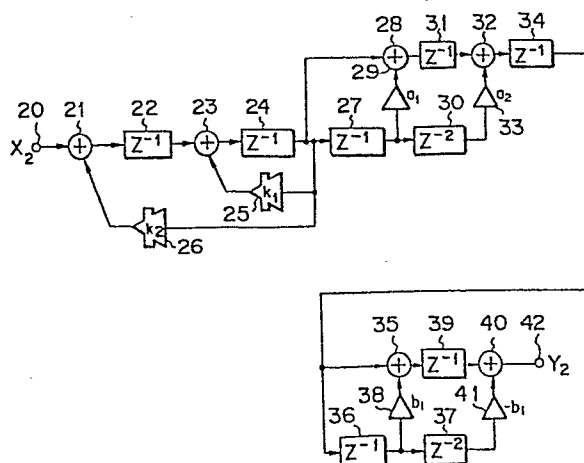 28 31 32 34
29
Z⁻¹ Z⁻¹
20 21 22 23 24 27 a₁ 30 a₂ 33
X₂ Z⁻¹ Z⁻¹ Z⁻¹ Z⁻²
25 k₁
k₂ 26
35 39 40 42
Z⁻¹ Y₂
38 b₁ 41 -b₁
36 37
Z⁻¹ Z⁻²